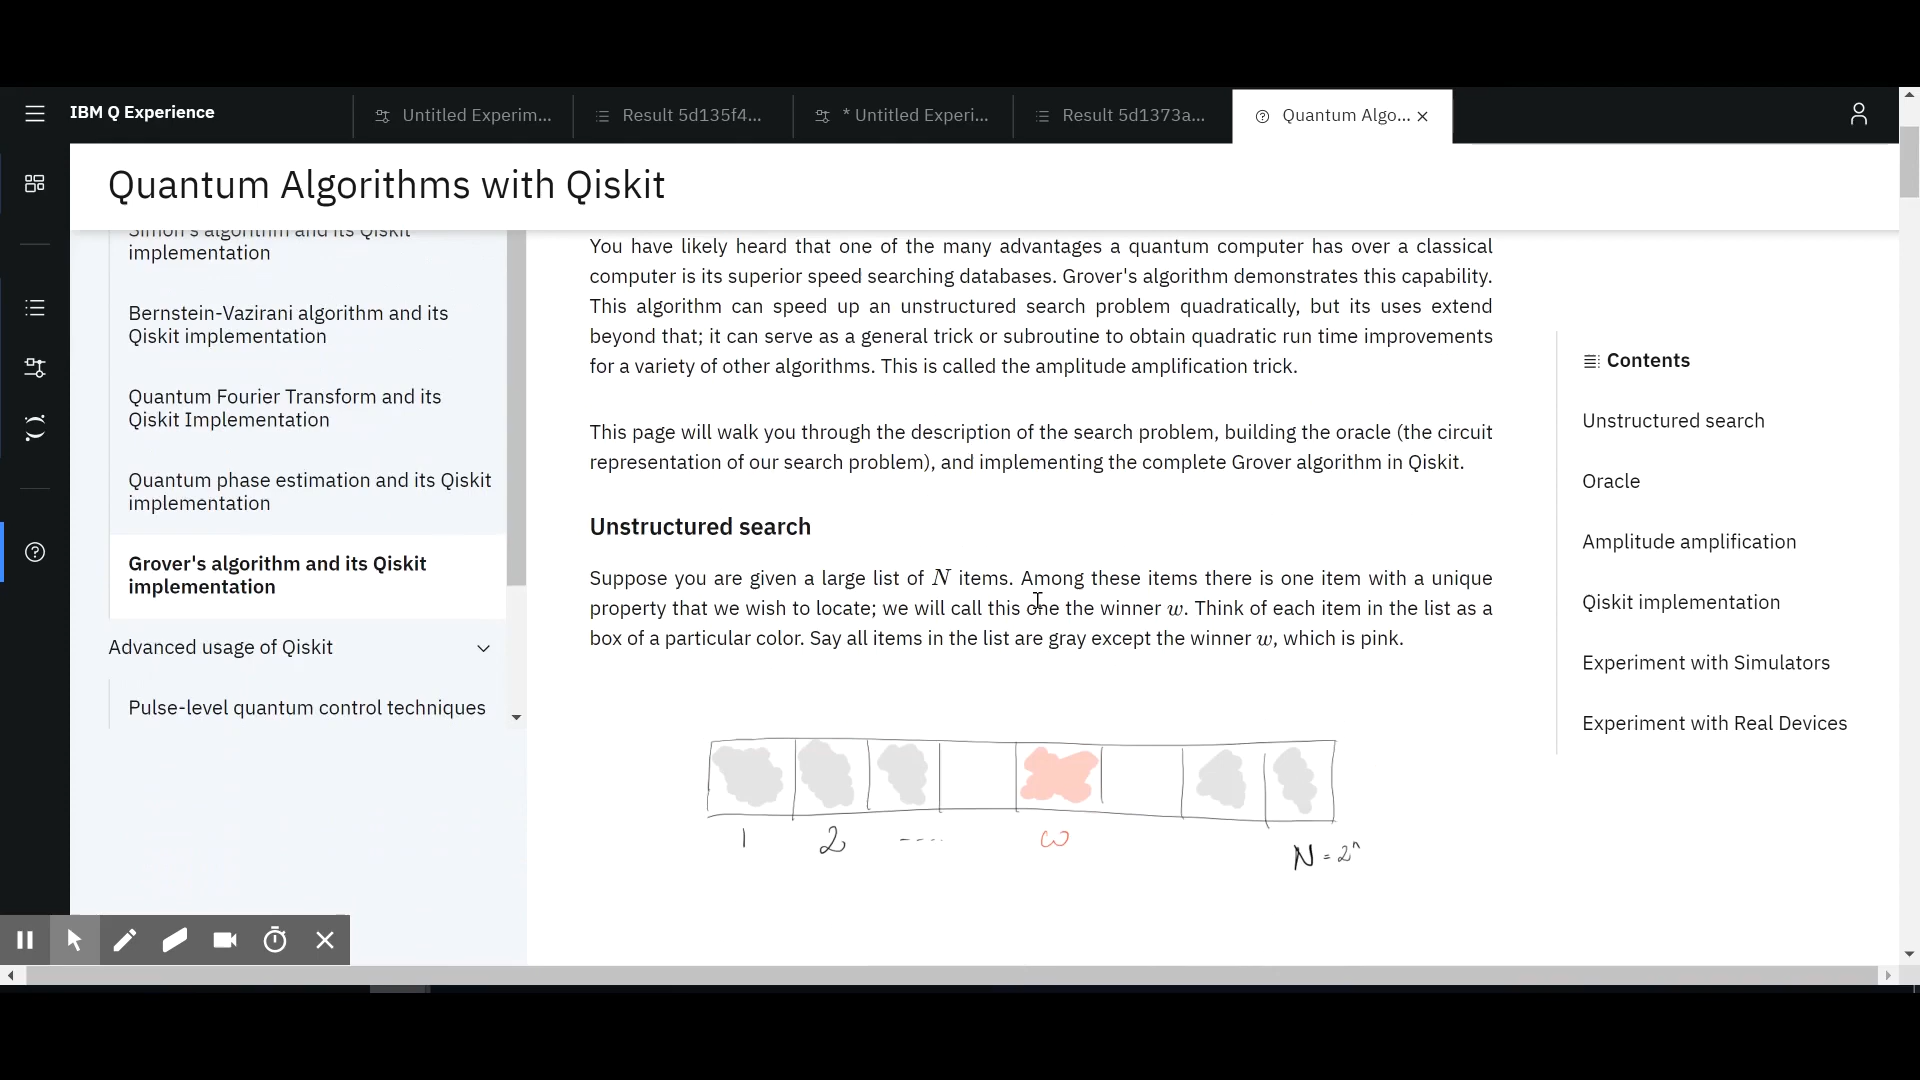 IBM Q Experience
Untitled Experim...
Result 5d135f4...
* Untitled Experi...
Result 5d1373a...
Quantum Algo...
Quantum Algorithms with Qiskit
Simon's algorithm and its Qiskit
implementation
Bernstein-Vazirani algorithm and its
Qiskit implementation
Quantum Fourier Transform and its
Qiskit Implementation
Quantum phase estimation and its Qiskit
implementation
Grover's algorithm and its Qiskit
implementation
Advanced usage of Qiskit
Pulse-level quantum control techniques
You have likely heard that one of the many advantages a quantum computer has over a classical
computer is its superior speed searching databases. Grover's algorithm demonstrates this capability.
This algorithm can speed up an unstructured search problem quadratically, but its uses extend
beyond that; it can serve as a general trick or subroutine to obtain quadratic run time improvements
for a variety of other algorithms. This is called the amplitude amplification trick.
This page will walk you through the description of the search problem, building the oracle (the circuit
representation of our search problem), and implementing the complete Grover algorithm in Qiskit.
Unstructured search
Suppose you are given a large list of N items. Among these items there is one item with a unique
property that we wish to locate; we will call this one the winner w. Think of each item in the list as a
box of a particular color. Say all items in the list are gray except the winner w, which is pink.
1 2 ---- ω
N = 2ⁿ
Contents
Unstructured search
Oracle
Amplitude amplification
Qiskit implementation
Experiment with Simulators
Experiment with Real Devices